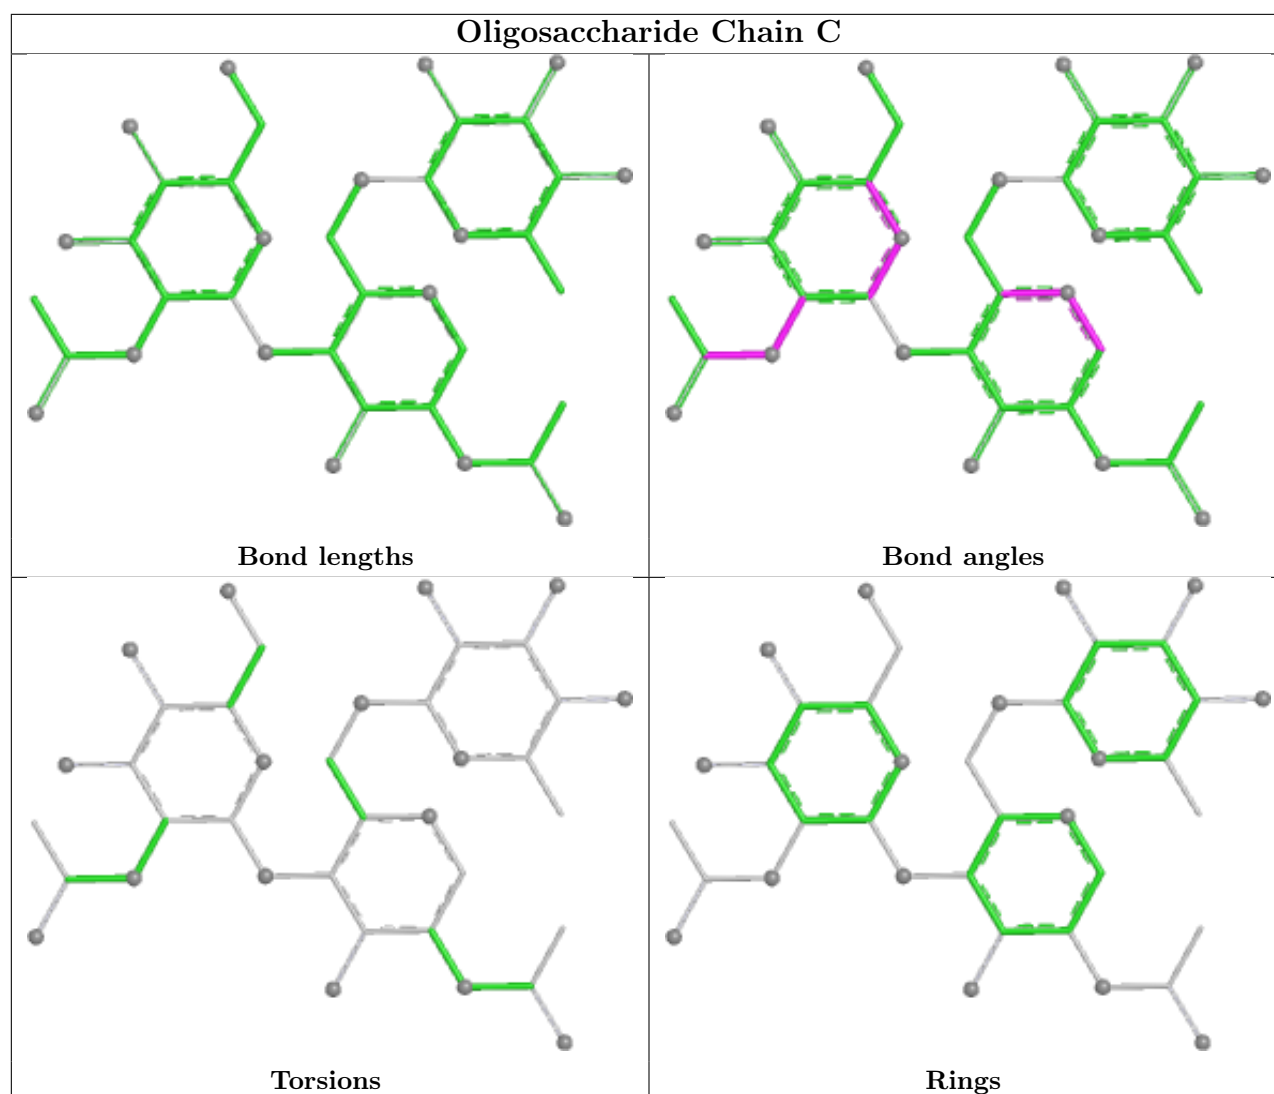 Oligosaccharide Chain C
Bond lengths
Bond angles
Torsions
Rings